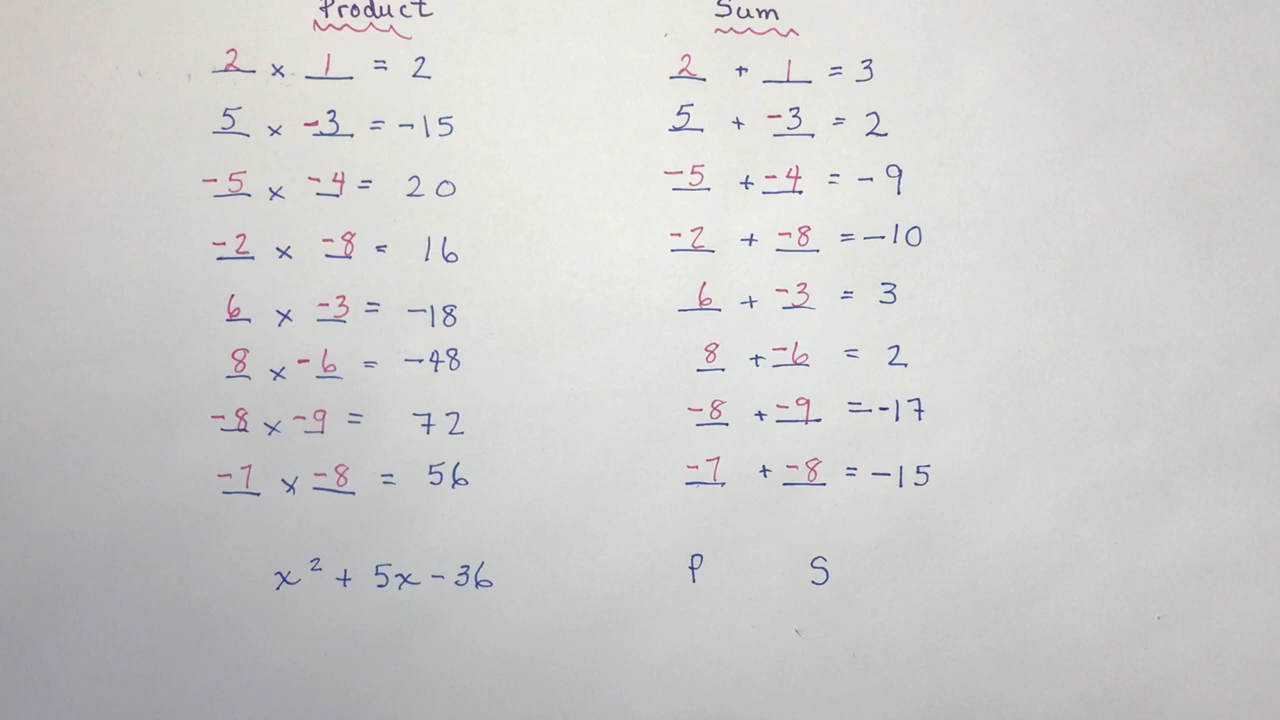 Product Sum
2 × 1 = 2 2 + 1 = 3
5 × -3 = -15 5 + -3 = 2
-5 × -4 = 20 -5 + -4 = -9
-2 × -8 = 16 -2 + -8 = -10
6 × -3 = -18 6 + -3 = 3
8 × -6 = -48 8 + -6 = 2
-8 × -9 = 72 -8 + -9 = -17
-7 × -8 = 56 -7 + -8 = -15
x² + 5x - 36 P S